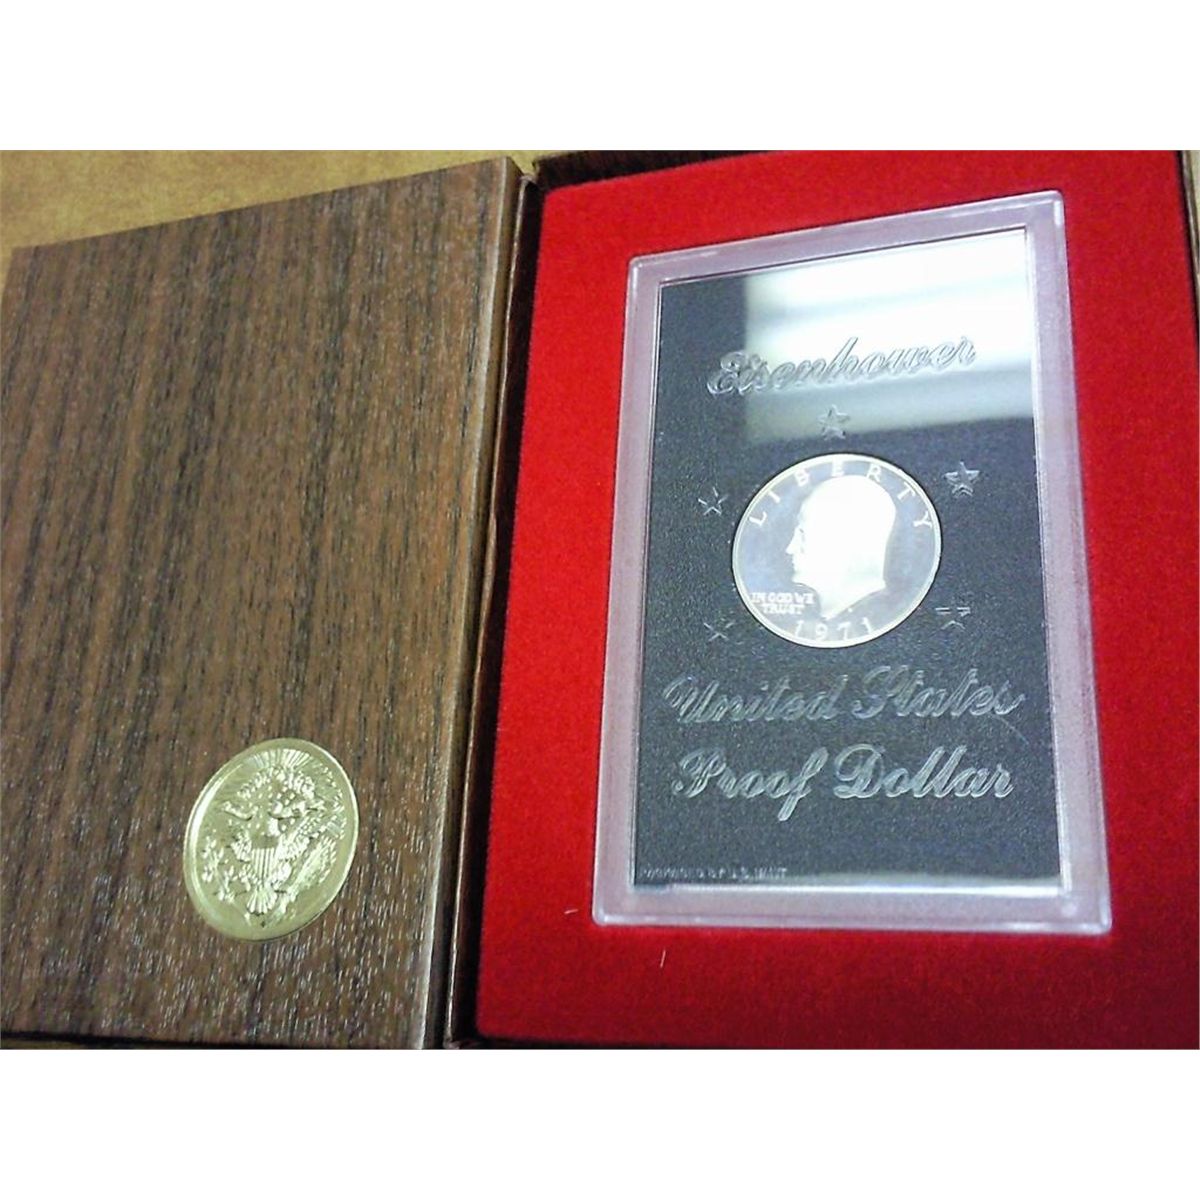 Eisenhower
LIBERTY
IN GOD WE
TRUST
1971
United States
Proof Dollar